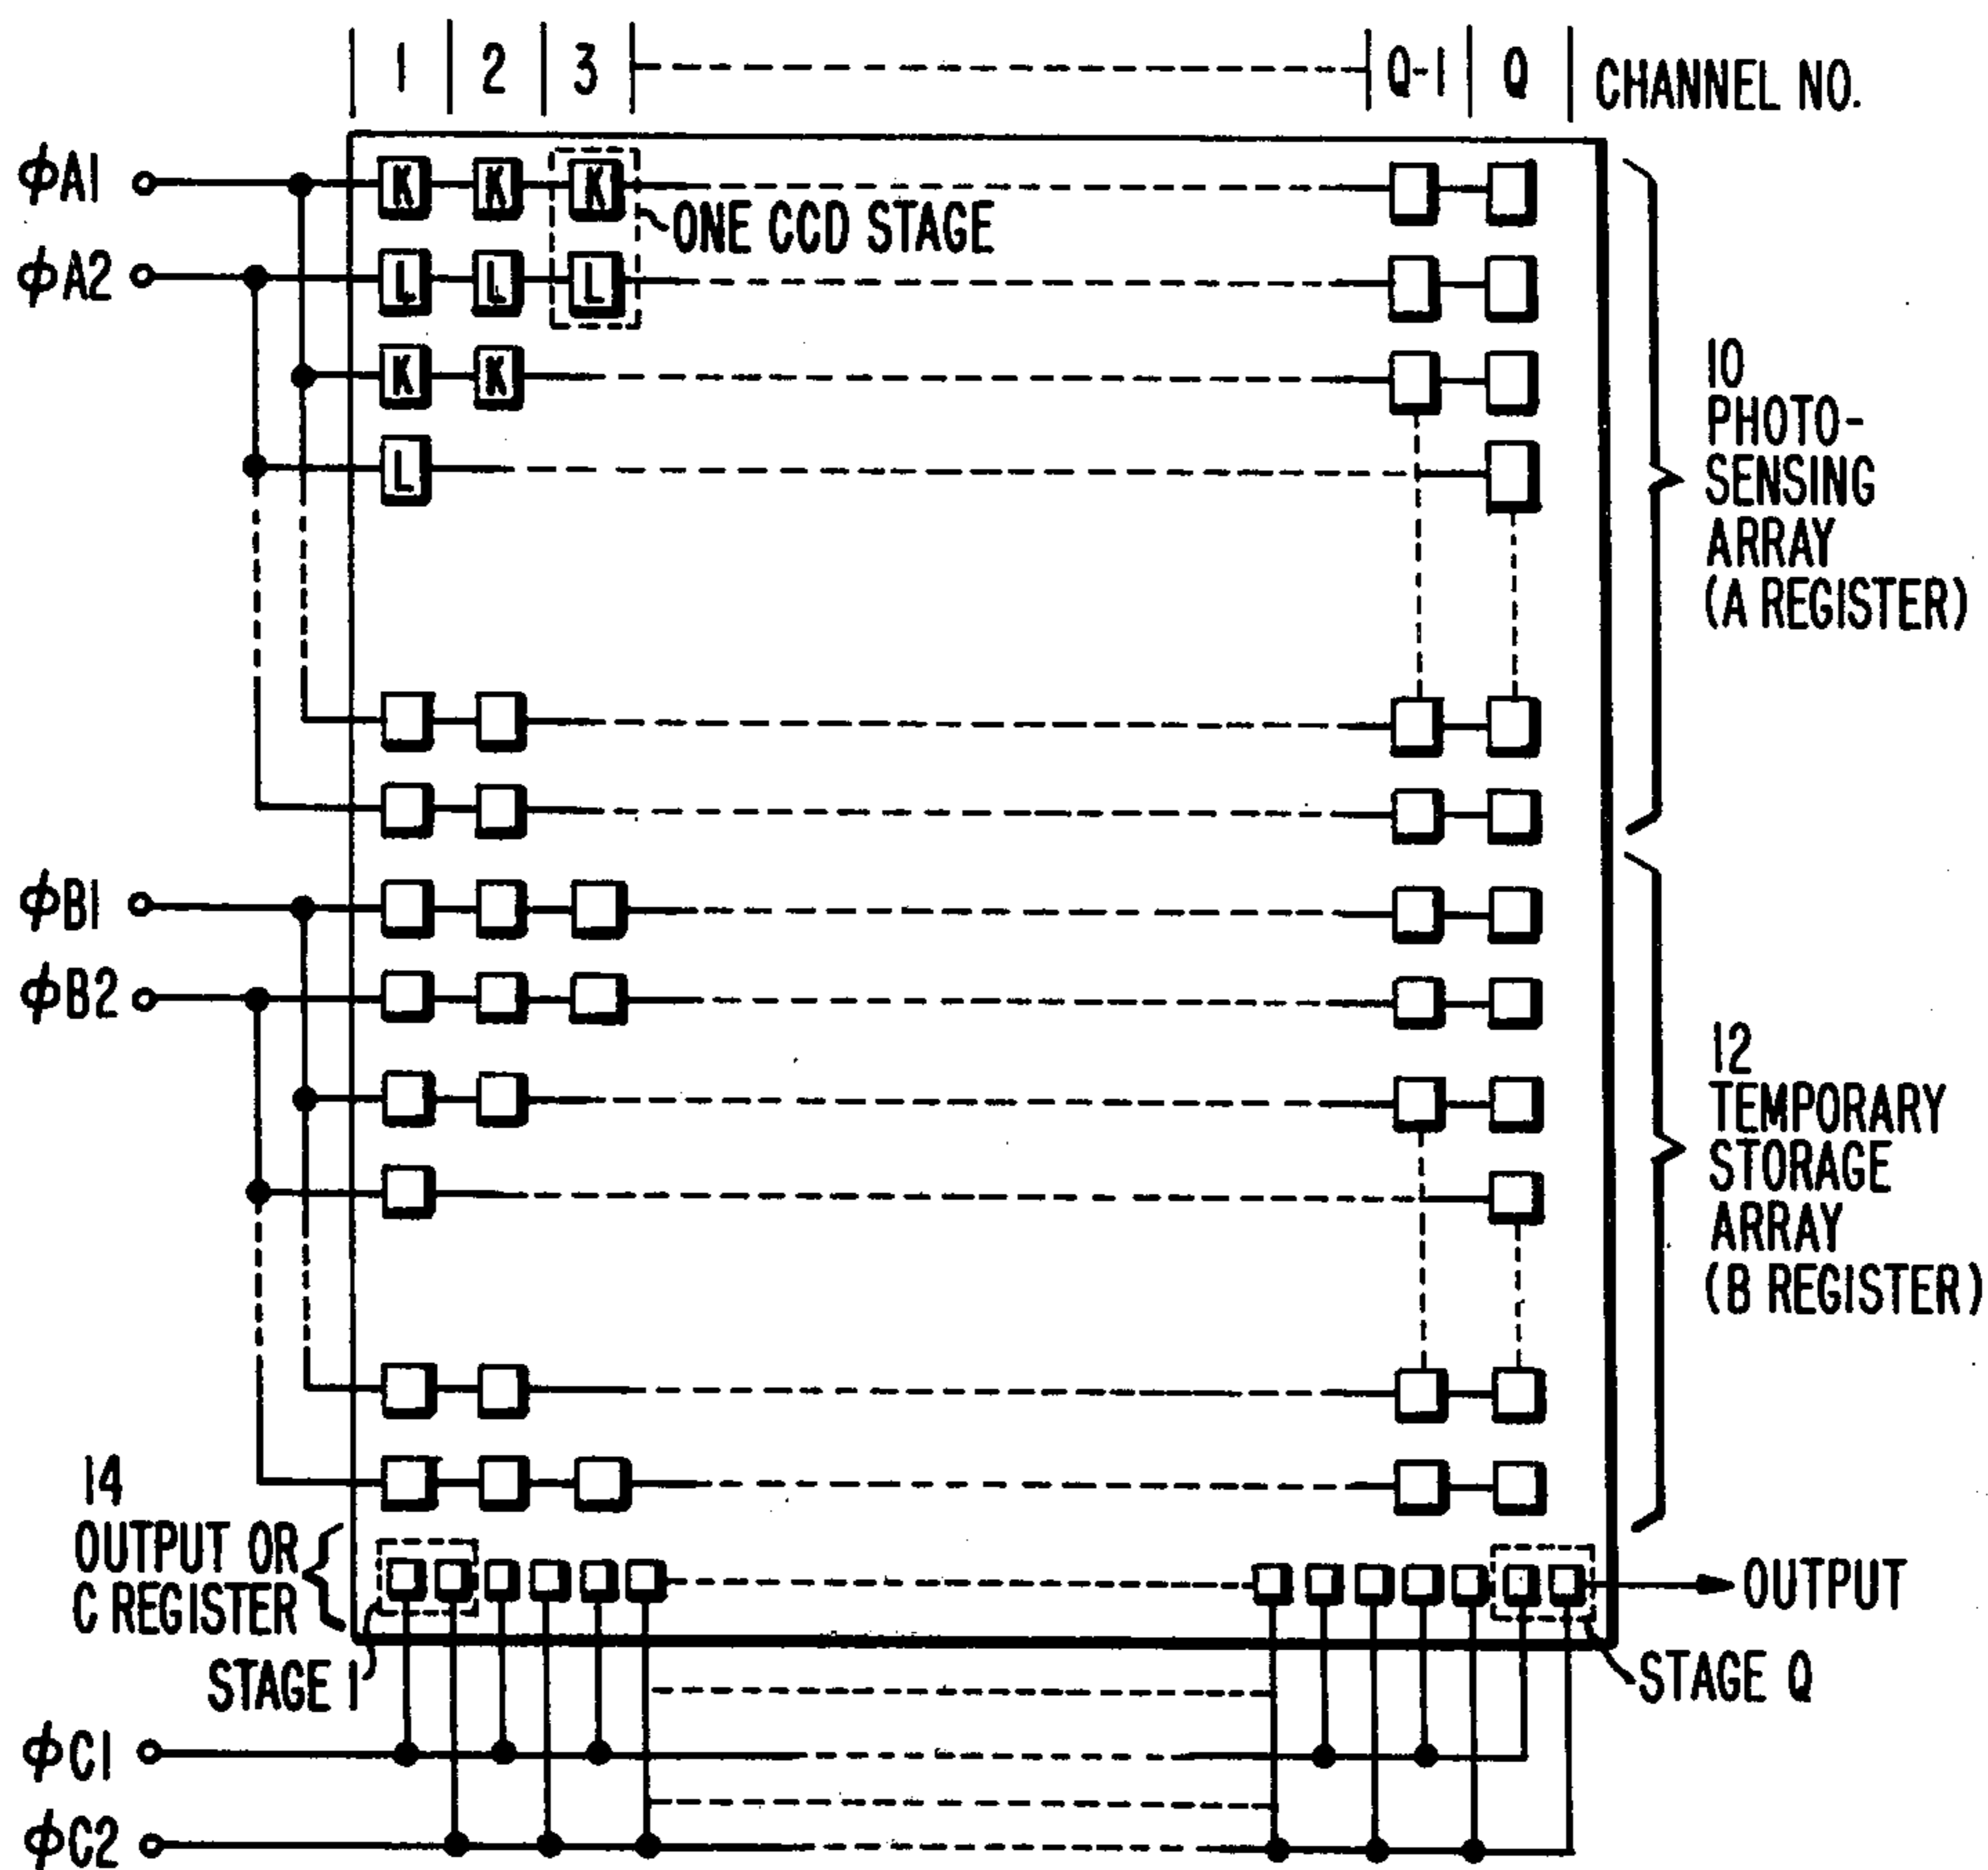 1 2 3 Q-1 Q CHANNEL NO.
ϕA1 K K K
ONE CCD STAGE
ϕA2 L L L
K K
L
10
PHOTO-
SENSING
ARRAY
(A REGISTER)
ϕB1
ϕB2
12
TEMPORARY
STORAGE
ARRAY
(B REGISTER)
14
OUTPUT OR
C REGISTER
OUTPUT
STAGE 1
STAGE Q
ϕC1
ϕC2